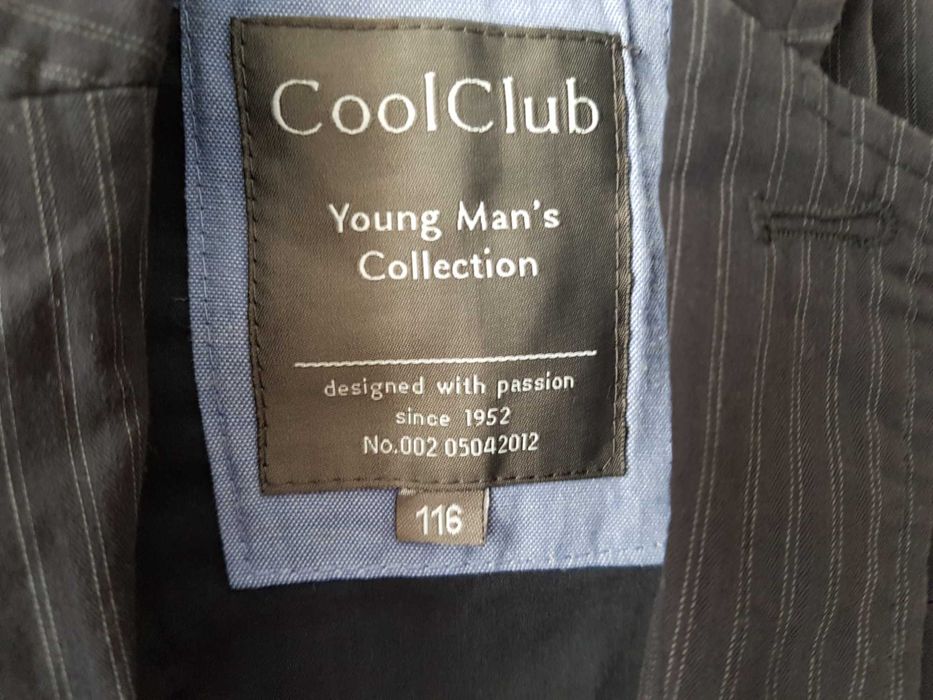 CoolClub
Young Man's
Collection
designed with passion
since 1952
No.002 05042012
116